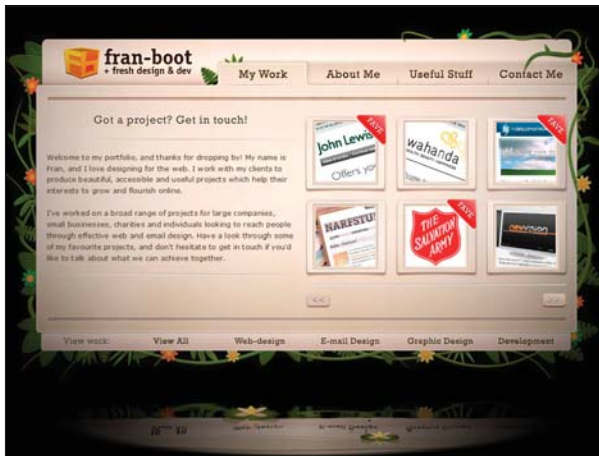 fran-boot
+ fresh design & dev
My Work
About Me
Useful Stuff
Contact Me
Got a project? Get in touch!
Welcome to my portfolio, and thanks for dropping by! My name is
Fran, and I love designing for the web. I work with my clients to
produce beautiful, accessible and useful projects which help their
interests to grow and flourish online.
I've worked on a broad range of projects for large companies,
small businesses, charities and individuals looking to reach people
through effective web and email design. Have a look through some
of my favourite projects, and don't hesitate to get in touch if you'd
like to talk about what we can achieve together.
John Lewis
Offers yo
FAVE
wahanda
FAVE
NARFSTU
THE
SALVATION
ARMY
FAVE
<<
>>
View work:
View All
Web-design
E-mail Design
Graphic Design
Development